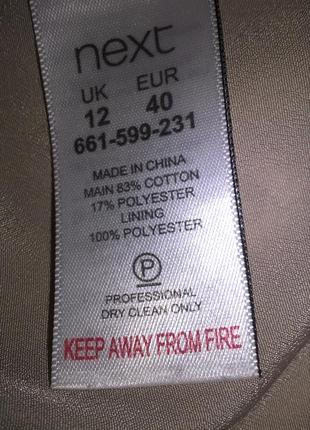 next
UK EUR
12 40
661-599-231
MADE IN CHINA
MAIN 83% COTTON
17% POLYESTER
LINING
100% POLYESTER
P
PROFESSIONAL
DRY CLEAN ONLY
KEEP AWAY FROM FIRE